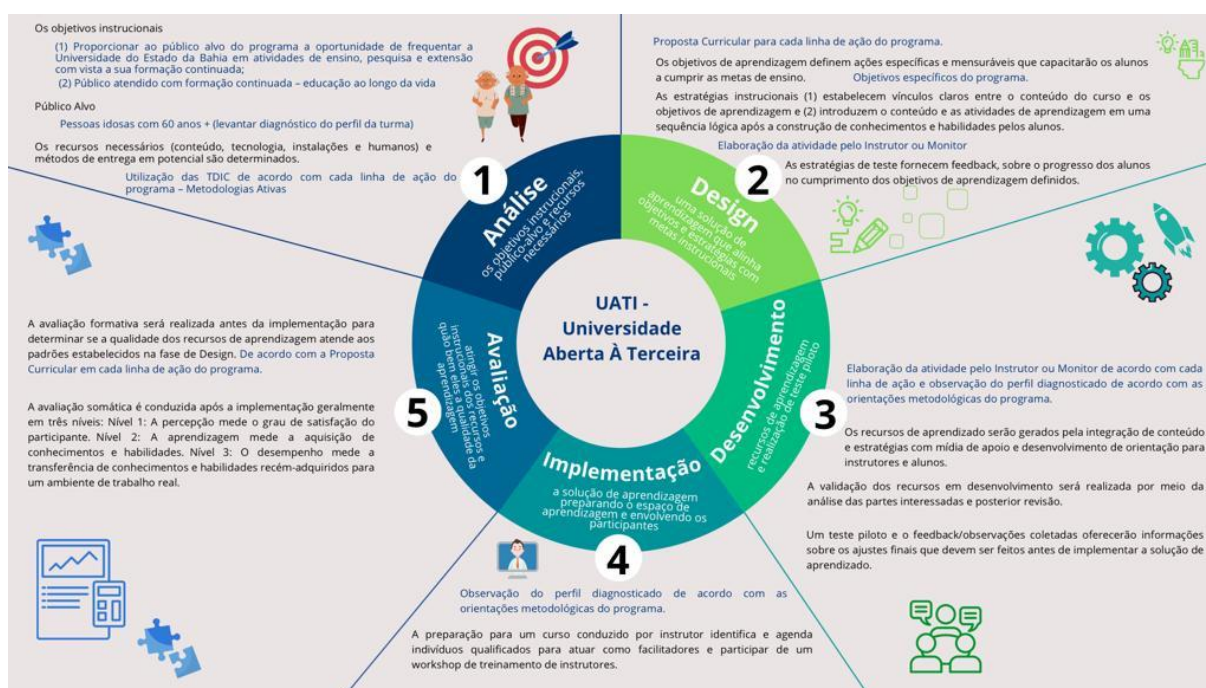 Os objetivos instrucionais
(1) Proporcionar ao público alvo do programa a oportunidade de frequentar a
Universidade do Estado da Bahia em atividades de ensino, pesquisa e extensão
com vista a sua formação continuada;
(2) Público atendido com formação continuada – educação ao longo da vida
Público Alvo
Pessoas idosas com 60 anos + (levantar diagnóstico do perfil da turma)
Os recursos necessários (conteúdo, tecnologia, instalações e humanos) e
métodos de entrega em potencial são determinados.
Utilização das TDIC de acordo com cada linha de ação do
programa – Metodologias Ativas
1
Análise
os objetivos instrucionais,
público-alvo e recursos
necessários
Proposta Curricular para cada linha de ação do programa.
Os objetivos de aprendizagem definem ações específicas e mensuráveis que capacitarão os alunos
a cumprir as metas de ensino. Objetivos específicos do programa.
As estratégias instrucionais (1) estabelecem vínculos claros entre o conteúdo do curso e os
objetivos de aprendizagem e (2) introduzem o conteúdo e as atividades de aprendizagem em uma
sequência lógica após a construção de conhecimentos e habilidades pelos alunos.
Elaboração da atividade pelo Instrutor ou Monitor
As estratégias de teste fornecem feedback, sobre o progresso dos alunos
no cumprimento dos objetivos de aprendizagem definidos.
2
Design
uma solução de
aprendizagem que alinha
objetivos e estratégias com
metas instrucionais
UATI -
Universidade
Aberta À Terceira
3
Desenvolvimento
recursos de aprendizagem
e realização de teste piloto
Elaboração da atividade pelo Instrutor ou Monitor de acordo com cada
linha de ação e observação do perfil diagnosticado de acordo com as
orientações metodológicas do programa.
Os recursos de aprendizado serão gerados pela integração de conteúdo
e estratégias com mídia de apoio e desenvolvimento de orientação para
instrutores e alunos.
A validação dos recursos em desenvolvimento será realizada por meio da
análise das partes interessadas e posterior revisão.
Um teste piloto e o feedback/observações coletadas oferecerão informações
sobre os ajustes finais que devem ser feitos antes de implementar a solução de
aprendizado.
Implementação
a solução de aprendizagem
preparando o espaço de
aprendizagem e envolvendo os
participantes
4
Observação do perfil diagnosticado de acordo com as
orientações metodológicas do programa.
A preparação para um curso conduzido por instrutor identifica e agenda
indivíduos qualificados para atuar como facilitadores e participar de um
workshop de treinamento de instrutores.
5
Avaliação
atingir os objetivos
instrucionais dos recursos e
quão bem eles a qualidade da
aprendizagem
A avaliação formativa será realizada antes da implementação para
determinar se a qualidade dos recursos de aprendizagem atende aos
padrões estabelecidos na fase de Design. De acordo com a Proposta
Curricular em cada linha de ação do programa.
A avaliação somática é conduzida após a implementação geralmente
em três níveis: Nível 1: A percepção mede o grau de satisfação do
participante. Nível 2: A aprendizagem mede a aquisição de
conhecimentos e habilidades. Nível 3: O desempenho mede a
transferência de conhecimentos e habilidades recém-adquiridos para
um ambiente de trabalho real.